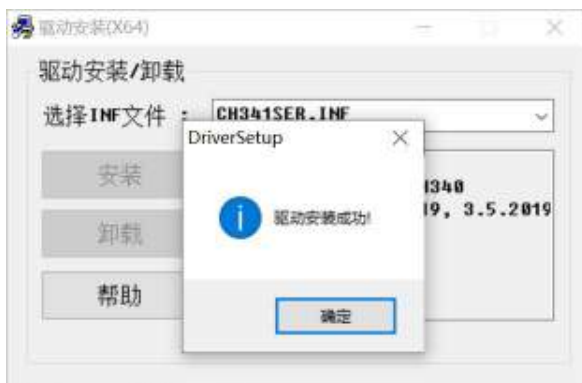 驱动安装(X64)
驱动安装/卸载
选择INF文件 :
CH341SER.INF
DriverSetup
安装
卸载
帮助
驱动安装成功!
确定
H340
19, 3.5.2019